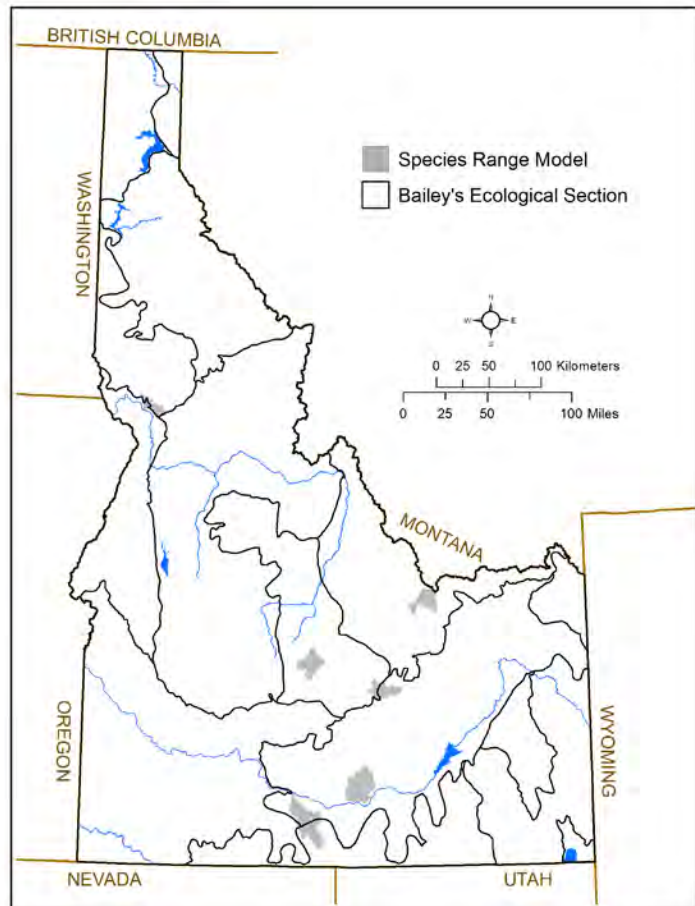 BRITISH COLUMBIA
WASHINGTON
Species Range Model
Bailey's Ecological Section
N
W
E
S
0 25 50 100 Kilometers
0 25 50 100 Miles
MONTANA
OREGON
WYOMING
NEVADA
UTAH